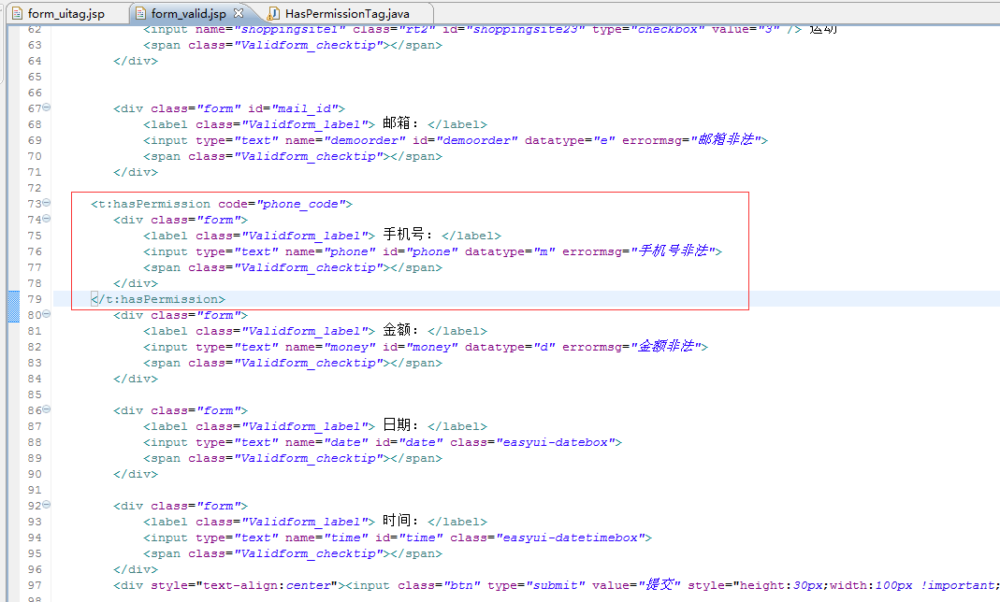 form_uitag.jsp form_valid.jsp HasPermissionTag.java
62 <input name="shoppingsite1" class="rt2" id="shoppingsite23" type="checkbox" value="3" /> 运动
63 <span class="Validform_checktip"></span>
64 </div>
65
66
67 <div class="form" id="mail_id">
68 <label class="Validform_label"> 邮箱：</label>
69 <input type="text" name="demoorder" id="demoorder" datatype="e" errormsg="邮箱非法">
70 <span class="Validform_checktip"></span>
71 </div>
72
73 <t:hasPermission code="phone_code">
74 <div class="form">
75 <label class="Validform_label"> 手机号：</label>
76 <input type="text" name="phone" id="phone" datatype="m" errormsg="手机号非法">
77 <span class="Validform_checktip"></span>
78 </div>
79 </t:hasPermission>
80 <div class="form">
81 <label class="Validform_label"> 金额：</label>
82 <input type="text" name="money" id="money" datatype="d" errormsg="金额非法">
83 <span class="Validform_checktip"></span>
84 </div>
85
86 <div class="form">
87 <label class="Validform_label"> 日期：</label>
88 <input type="text" name="date" id="date" class="easyui-datebox">
89 <span class="Validform_checktip"></span>
90 </div>
91
92 <div class="form">
93 <label class="Validform_label"> 时间：</label>
94 <input type="text" name="time" id="time" class="easyui-datetimebox">
95 <span class="Validform_checktip"></span>
96 </div>
97 <div style="text-align:center"><input class="btn" type="submit" value="提交" style="height:30px;width:100px !important;
98